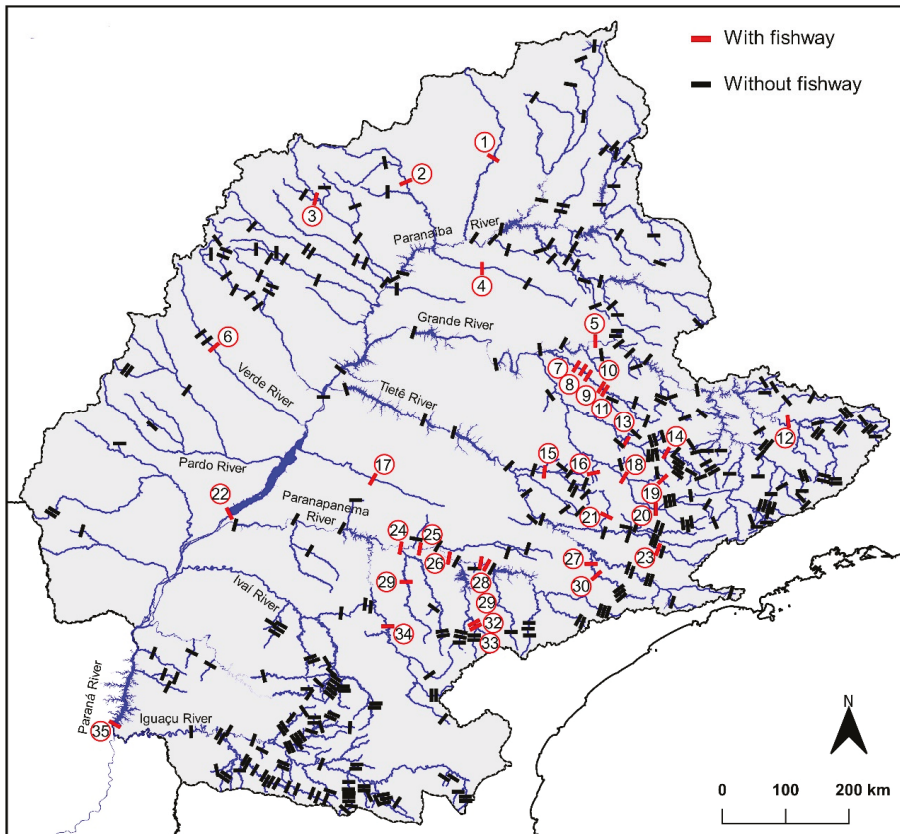 With fishway
Without fishway
1
2
3
Paranaíba
River
4
5
Grande River
6
7
10
8
9
11
Verde River
Tietê River
13
12
14
15
16
17
18
Pardo River
22
19
Paranapanema
River
20
21
24
25
23
26
27
28
29
30
29
Ivaí River
32
34
33
Paraná River
Iguaçu River
35
N
0
100
200 km